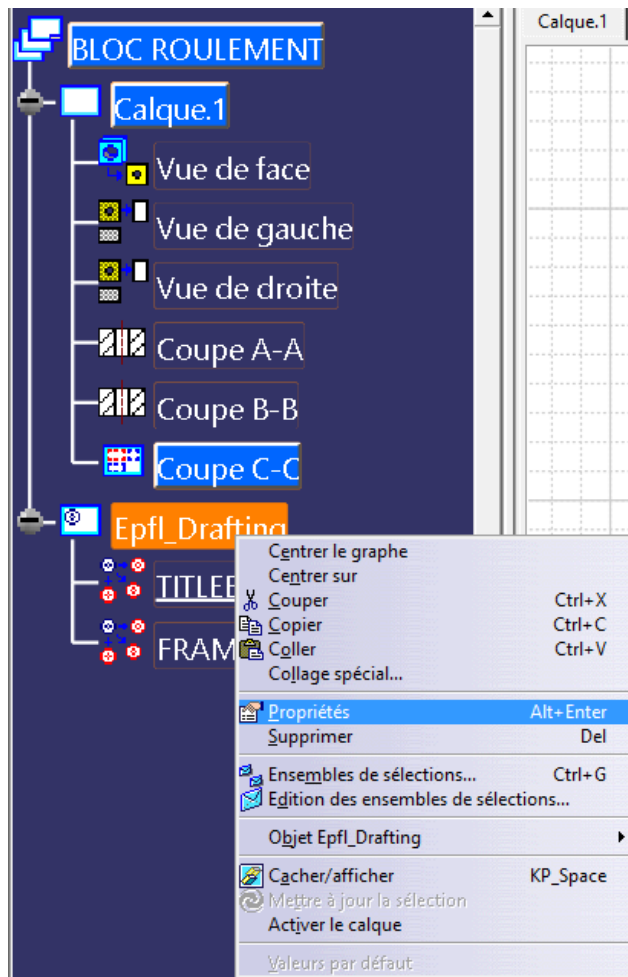 BLOC ROULEMENT
Calque.1
Calque.1
Vue de face
Vue de gauche
Vue de droite
Coupe A-A
Coupe B-B
Coupe C-C
Epfl_Drafting
TITLEB
FRAM
Centrer le graphe
Centrer sur
Couper Ctrl+X
Copier Ctrl+C
Coller Ctrl+V
Collage spécial...
Propriétés Alt+Enter
Supprimer Del
Ensembles de sélections... Ctrl+G
Edition des ensembles de sélections...
Objet Epfl_Drafting
Cacher/afficher KP_Space
Mettre à jour la sélection
Activer le calque
Valeurs par défaut